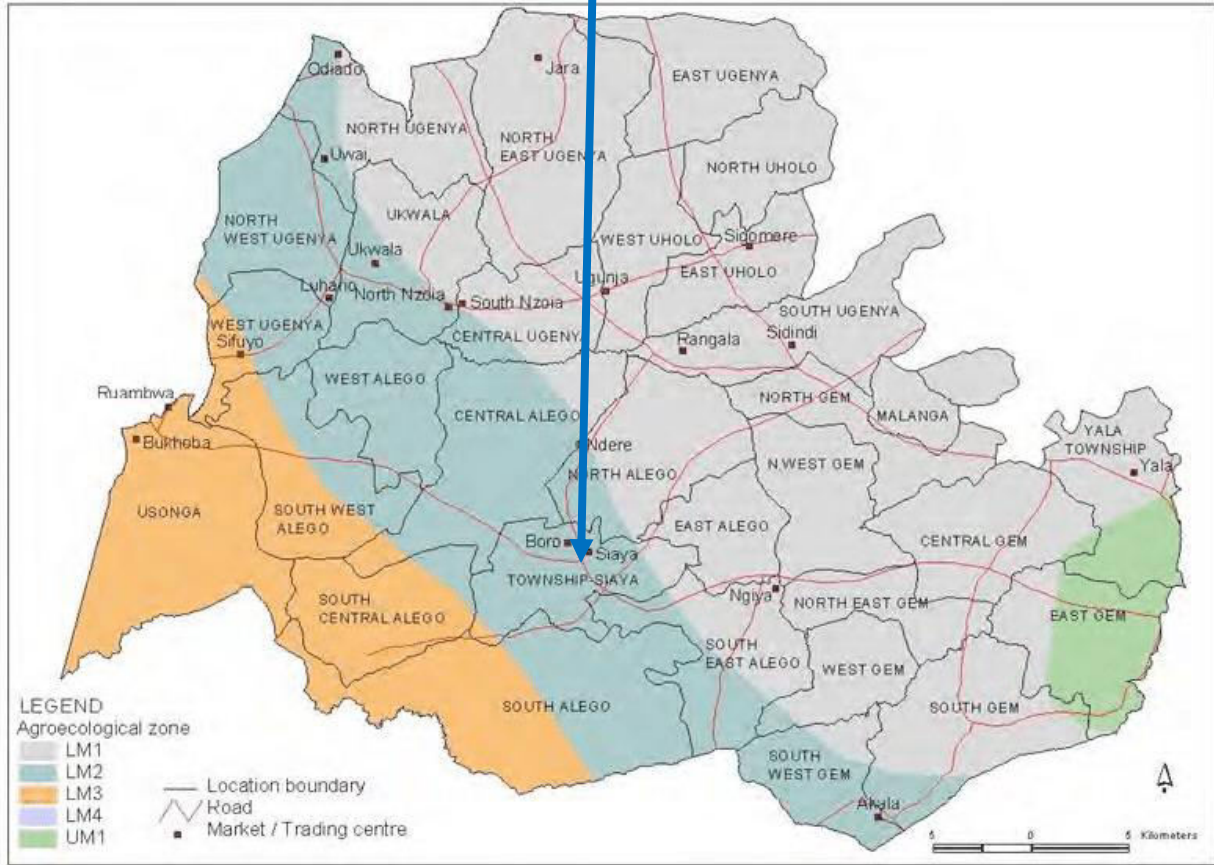 Odiado
Jara
EAST UGENYA
NORTH UGENYA
NORTH
EAST UGENYA
Uwai
NORTH UHOLO
UKWALA
NORTH
WEST UGENYA
WEST UHOLO
Sigomere
Ukwala
EAST UHOLO
Ugunja
Luhano
North Nzoia
South Nzoia
SOUTH UGENYA
WEST UGENYA
CENTRAL UGENYA
Sifuyo
Rangala
Sidindi
WEST ALEGO
Ruambwa
NORTH GEM
CENTRAL ALEGO
MALANGA
Bukhoba
Ndere
YALA
TOWNSHIP
NORTH ALEGO
N.WEST GEM
Yala
USONGA
SOUTH WEST
ALEGO
EAST ALEGO
Boro
CENTRAL GEM
Siaya
TOWNSHIP-SIAYA
Ngiya
SOUTH
CENTRAL ALEGO
NORTH EAST GEM
EAST GEM
SOUTH
EAST ALEGO
WEST GEM
SOUTH ALEGO
SOUTH GEM
SOUTH
WEST GEM
Akala
LEGEND
Agroecological zone
LM1
LM2
LM3
LM4
UM1
Location boundary
Road
Market / Trading centre
5 0 5 Kilometers